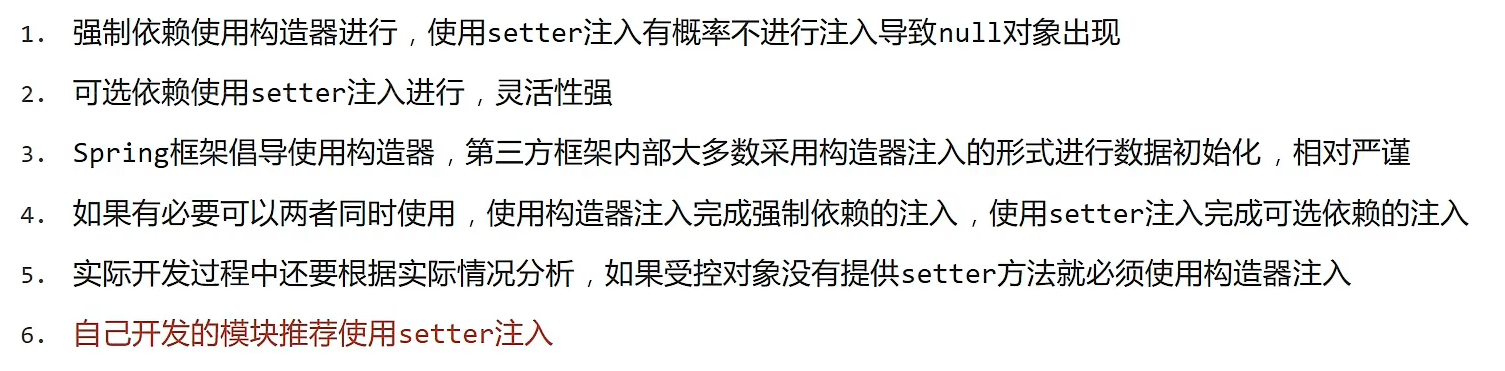 1. 强制依赖使用构造器进行，使用setter注入有概率不进行注入导致null对象出现
2. 可选依赖使用setter注入进行，灵活性强
3. Spring框架倡导使用构造器，第三方框架内部大多数采用构造器注入的形式进行数据初始化，相对严谨
4. 如果有必要可以两者同时使用，使用构造器注入完成强制依赖的注入，使用setter注入完成可选依赖的注入
5. 实际开发过程中还要根据实际情况分析，如果受控对象没有提供setter方法就必须使用构造器注入
6. 自己开发的模块推荐使用setter注入